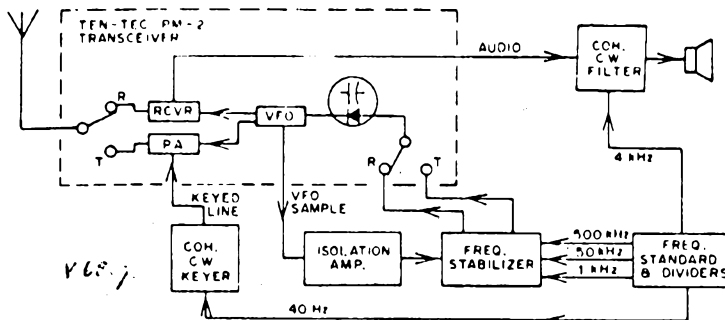 TEN-TEC PM-2
TRANSCEIVER
AUDIO
COH.
CW
FILTER
R
RCVR
VFO
PA
T
R
T
4 kHz
KEYED
LINE
VFO
SAMPLE
COH.
CW
KEYER
ISOLATION
AMP.
FREQ.
STABILIZER
500 kHz
50 kHz
1 kHz
FREQ.
STANDARD
& DIVIDERS
40 Hz